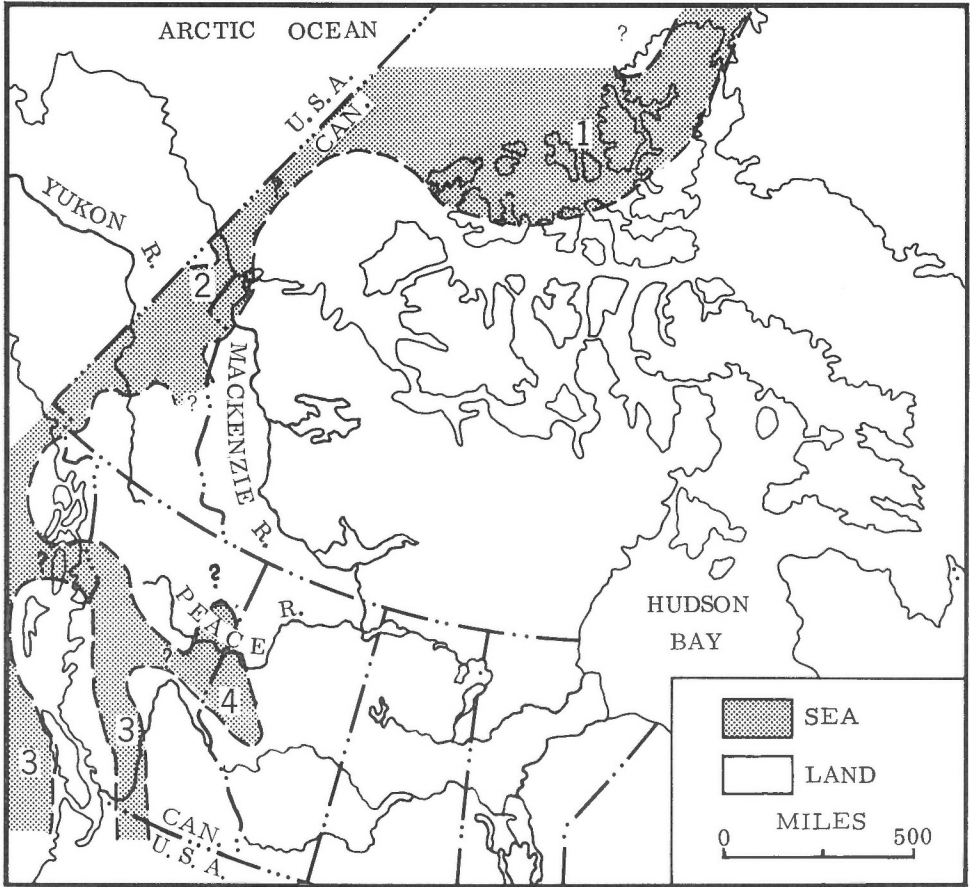 ARCTIC OCEAN
?
U.S.A.
CAN.
1
YUKON R.
2
MACKENZIE R.
?
?
?
PEACE R.
?
HUDSON
BAY
4
3
3
SEA
LAND
MILES
0 500
CAN.
U.S.A.